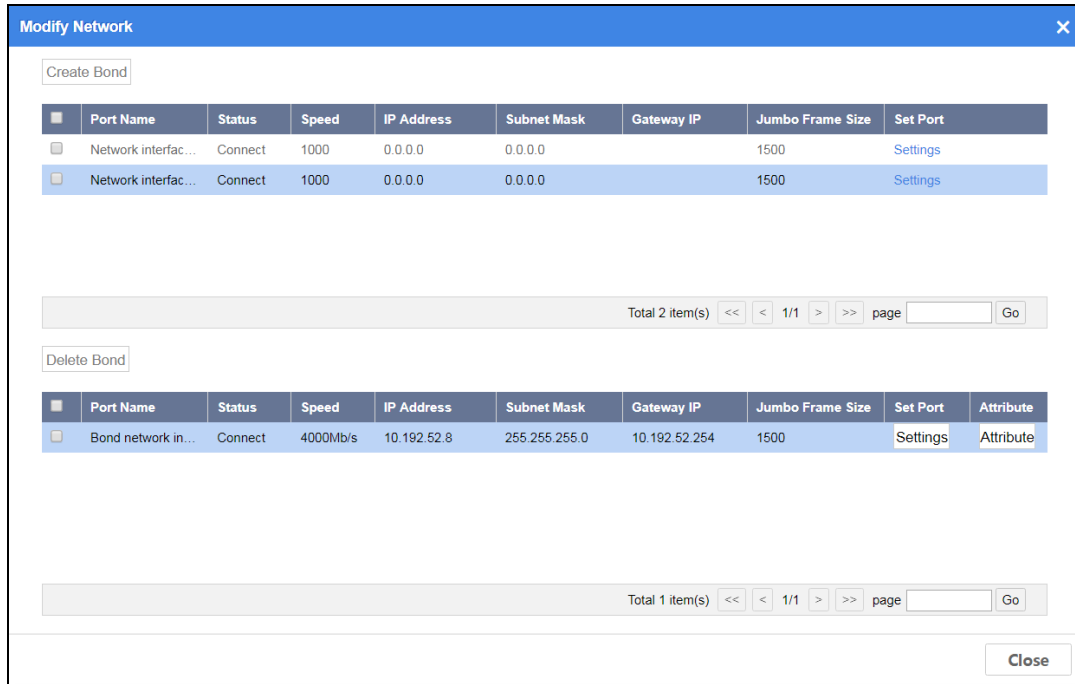 Modify Network ×
Create Bond
Port Name Status Speed IP Address Subnet Mask Gateway IP Jumbo Frame Size Set Port
Network interfac... Connect 1000 0.0.0.0 0.0.0.0 1500 Settings
Network interfac... Connect 1000 0.0.0.0 0.0.0.0 1500 Settings
Total 2 item(s) << < 1/1 > >> page Go
Delete Bond
Port Name Status Speed IP Address Subnet Mask Gateway IP Jumbo Frame Size Set Port Attribute
Bond network in... Connect 4000Mb/s 10.192.52.8 255.255.255.0 10.192.52.254 1500 Settings Attribute
Total 1 item(s) << < 1/1 > >> page Go
Close